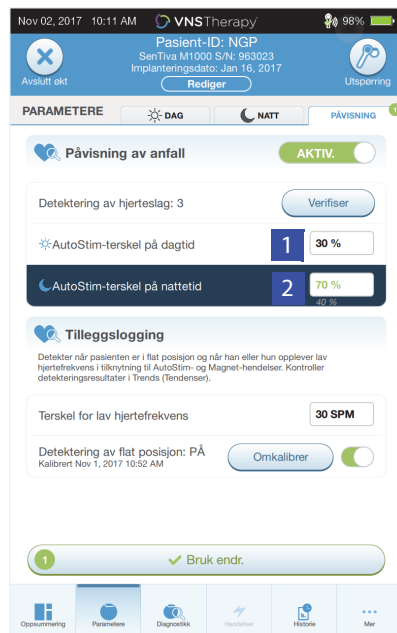 Nov 02, 2017 10:11 AM VNSTherapy 98%
Pasient-ID: NGP
SenTiva M1000 S/N: 963023
Implanteringsdato: Jan 16, 2017
Avslutt økt Rediger Utspørring
PARAMETERE DAG NATT PÅVISNING 1
Påvisning av anfall AKTIV.
Detektering av hjerteslag: 3 Verifiser
AutoStim-terskel på dagtid 1 30 %
AutoStim-terskel på nattetid 2 70 %
40 %
Tilleggslogging
Detekter når pasienten er i flat posisjon og når han eller hun opplever lav
hjertefrekvens i tilknytning til AutoStim- og Magnet-hendelser. Kontroller
detekteringsresultater i Trends (Tendenser).
Terskel for lav hjertefrekvens 30 SPM
Detektering av flat posisjon: PÅ Omkalibrer
Kalibrert Nov 1, 2017 10:52 AM
1 Bruk endr.
Oppsummering Parametere Diagnostikk Hendelser Historie Mer